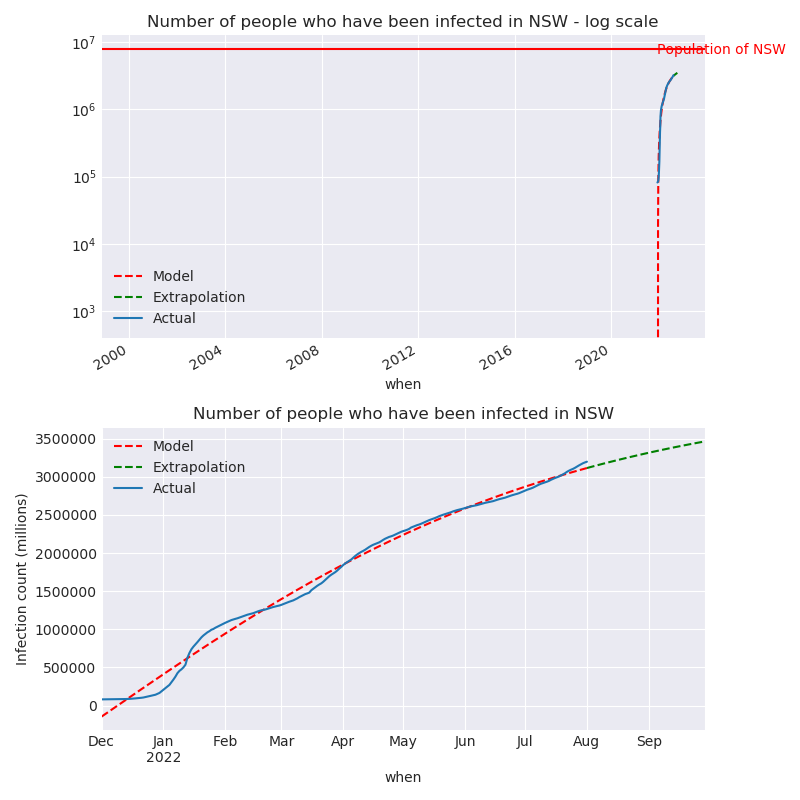 Number of people who have been infected in NSW - log scale
10⁷
Population of NSW
10⁶
10⁵
10⁴
10³
Model
Extrapolation
Actual
2000 2004 2008 2012 2016 2020
when
Number of people who have been infected in NSW
Infection count (millions)
3500000
3000000
2500000
2000000
1500000
1000000
500000
0
Model
Extrapolation
Actual
Dec Jan Feb Mar Apr May Jun Jul Aug Sep
2022
when